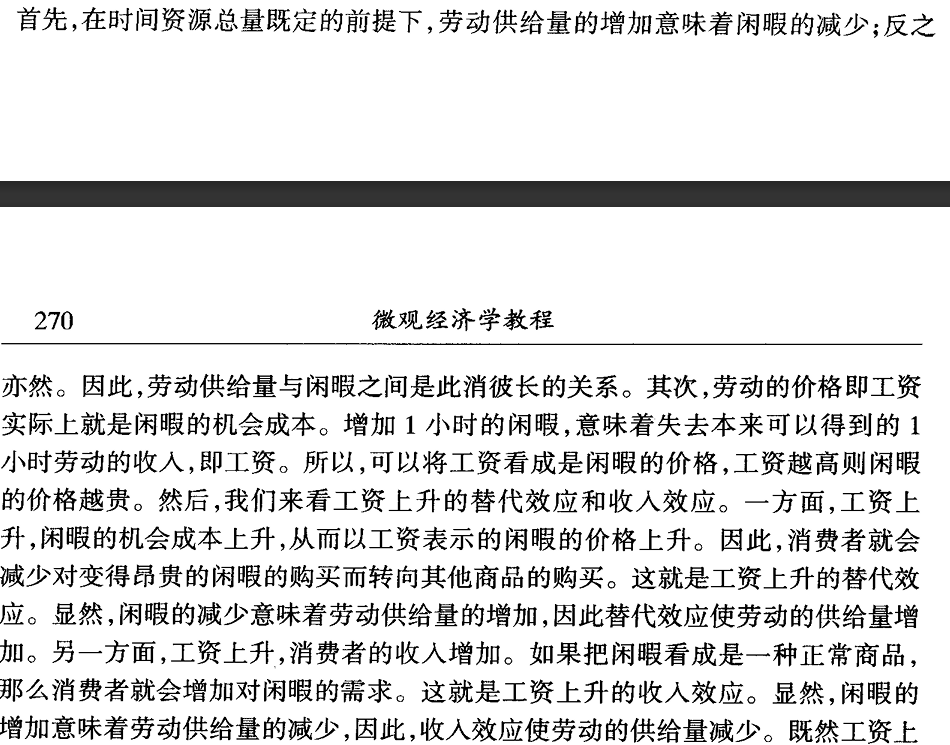 首先,在时间资源总量既定的前提下,劳动供给量的增加意味着闲暇的减少;反之
270
微观经济学教程
亦然。因此,劳动供给量与闲暇之间是此消彼长的关系。其次,劳动的价格即工资
实际上就是闲暇的机会成本。增加 1 小时的闲暇,意味着失去本来可以得到的 1
小时劳动的收入,即工资。所以,可以将工资看成是闲暇的价格,工资越高则闲暇
的价格越贵。然后,我们来看工资上升的替代效应和收入效应。一方面,工资上
升,闲暇的机会成本上升,从而以工资表示的闲暇的价格上升。因此,消费者就会
减少对变得昂贵的闲暇的购买而转向其他商品的购买。这就是工资上升的替代效
应。显然,闲暇的减少意味着劳动供给量的增加,因此替代效应使劳动的供给量增
加。另一方面,工资上升,消费者的收入增加。如果把闲暇看成是一种正常商品,
那么消费者就会增加对闲暇的需求。这就是工资上升的收入效应。显然,闲暇的
增加意味着劳动供给量的减少,因此,收入效应使劳动的供给量减少。既然工资上